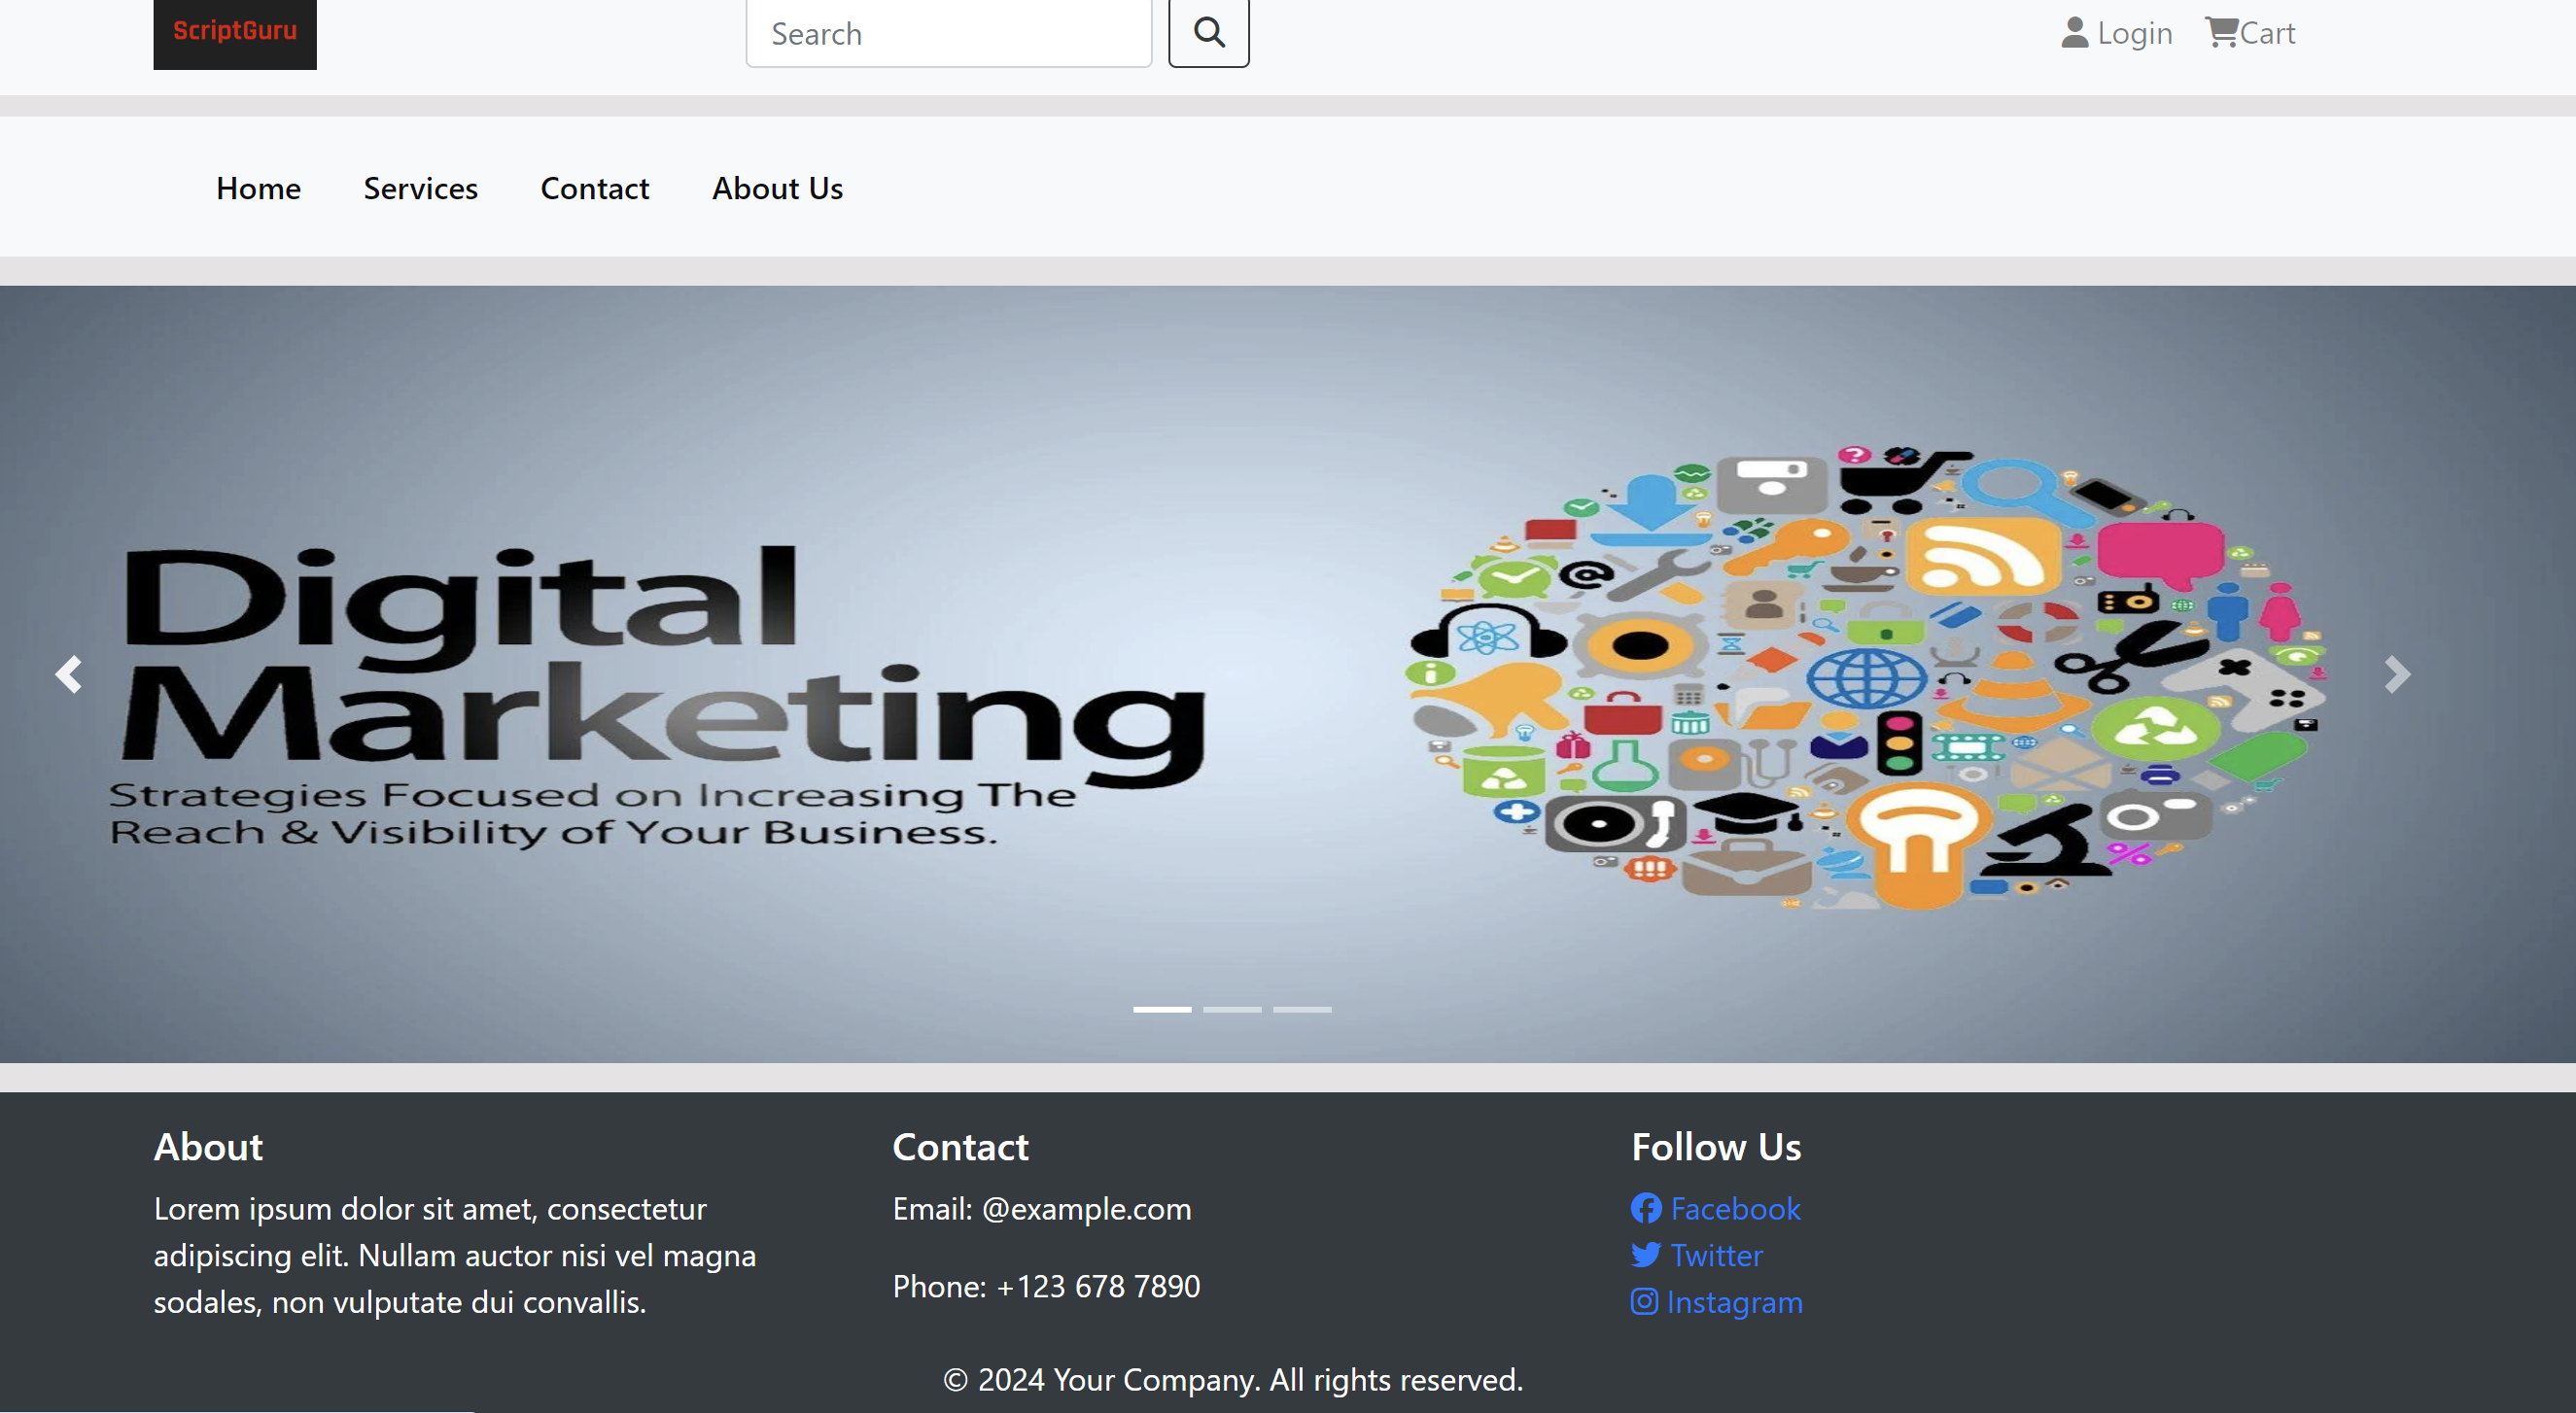 ScriptGuru
Search
Login
Cart
Home
Services
Contact
About Us
Digital
Marketing
Strategies Focused on Increasing The
Reach & Visibility of Your Business.
About
Lorem ipsum dolor sit amet, consectetur
adipiscing elit. Nullam auctor nisi vel magna
sodales, non vulputate dui convallis.
Contact
Email: @example.com
Phone: +123 678 7890
Follow Us
Facebook
Twitter
Instagram
© 2024 Your Company. All rights reserved.